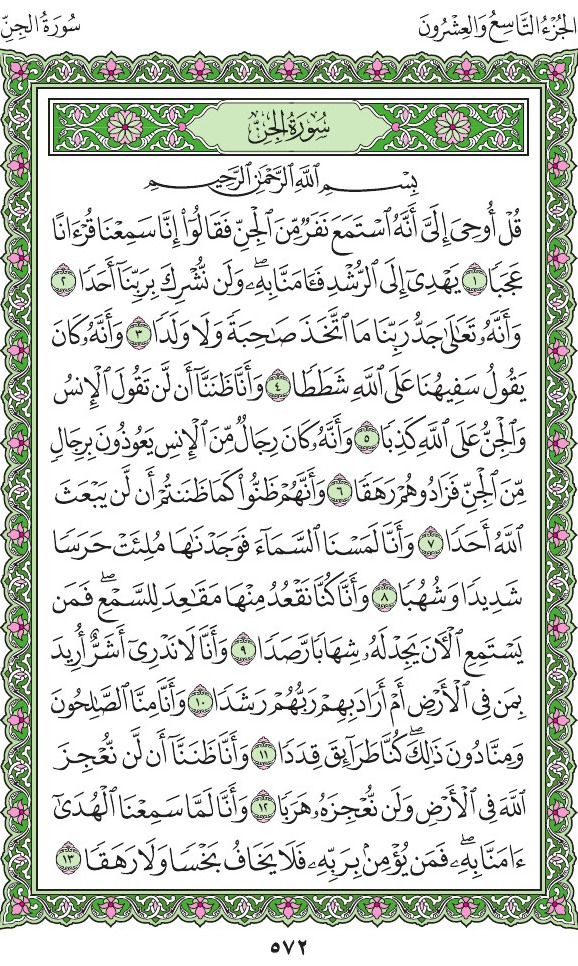 الجُزْءُ التَّاسِعُ وَالعِشْرُونَ
سُورَةُ الجِنِّ
سُورَةُ الجِنِّ
بِسْمِ ٱللَّهِ ٱلرَّحْمَٰنِ ٱلرَّحِيمِ
قُلْ أُوحِيَ إِلَيَّ أَنَّهُ ٱسْتَمَعَ نَفَرٌ مِّنَ ٱلْجِنِّ فَقَالُوٓا۟ إِنَّا سَمِعْنَا قُرْءَانًا
عَجَبًا ١ يَهْدِىٓ إِلَى ٱلرُّشْدِ فَـَٔامَنَّا بِهِۦ ۖ وَلَن نُّشْرِكَ بِرَبِّنَآ أَحَدًا ٢
وَأَنَّهُۥ تَعَٰلَىٰ جَدُّ رَبِّنَا مَا ٱتَّخَذَ صَٰحِبَةً وَلَا وَلَدًا ٣ وَأَنَّهُۥ كَانَ
يَقُولُ سَفِيهُنَا عَلَى ٱللَّهِ شَطَطًا ٤ وَأَنَّا ظَنَنَّآ أَن لَّن تَقُولَ ٱلْإِنسُ
وَٱلْجِنُّ عَلَى ٱللَّهِ كَذِبًا ٥ وَأَنَّهُۥ كَانَ رِجَالٌ مِّنَ ٱلْإِنسِ يَعُوذُونَ بِرِجَالٍ
مِّنَ ٱلْجِنِّ فَزَادُوهُمْ رَهَقًا ٦ وَأَنَّهُمْ ظَنُّوا۟ كَمَا ظَنَنتُمْ أَن لَّن يَبْعَثَ
ٱللَّهُ أَحَدًا ٧ وَأَنَّا لَمَسْنَا ٱلسَّمَآءَ فَوَجَدْنَٰهَا مُلِئَتْ حَرَسًا
شَدِيدًا وَشُهُبًا ٨ وَأَنَّا كُنَّا نَقْعُدُ مِنْهَا مَقَٰعِدَ لِلسَّمْعِ ۖ فَمَن
يَسْتَمِعِ ٱلْـَٔانَ يَجِدْ لَهُۥ شِهَابًا رَّصَدًا ٩ وَأَنَّا لَا نَدْرِىٓ أَشَرٌّ أُرِيدَ
بِمَن فِى ٱلْأَرْضِ أَمْ أَرَادَ بِهِمْ رَبُّهُمْ رَشَدًا ١٠ وَأَنَّا مِنَّا ٱلصَّٰلِحُونَ
وَمِنَّا دُونَ ذَٰلِكَ ۖ كُنَّا طَرَآئِقَ قِدَدًا ١١ وَأَنَّا ظَنَنَّآ أَن لَّن نُّعْجِزَ
ٱللَّهَ فِى ٱلْأَرْضِ وَلَن نُّعْجِزَهُۥ هَرَبًا ١٢ وَأَنَّا لَمَّا سَمِعْنَا ٱلْهُدَىٰٓ
ءَامَنَّا بِهِۦ ۖ فَمَن يُؤْمِنۢ بِرَبِّهِۦ فَلَا يَخَافُ بَخْسًا وَلَا رَهَقًا ١٣
٥٧٢